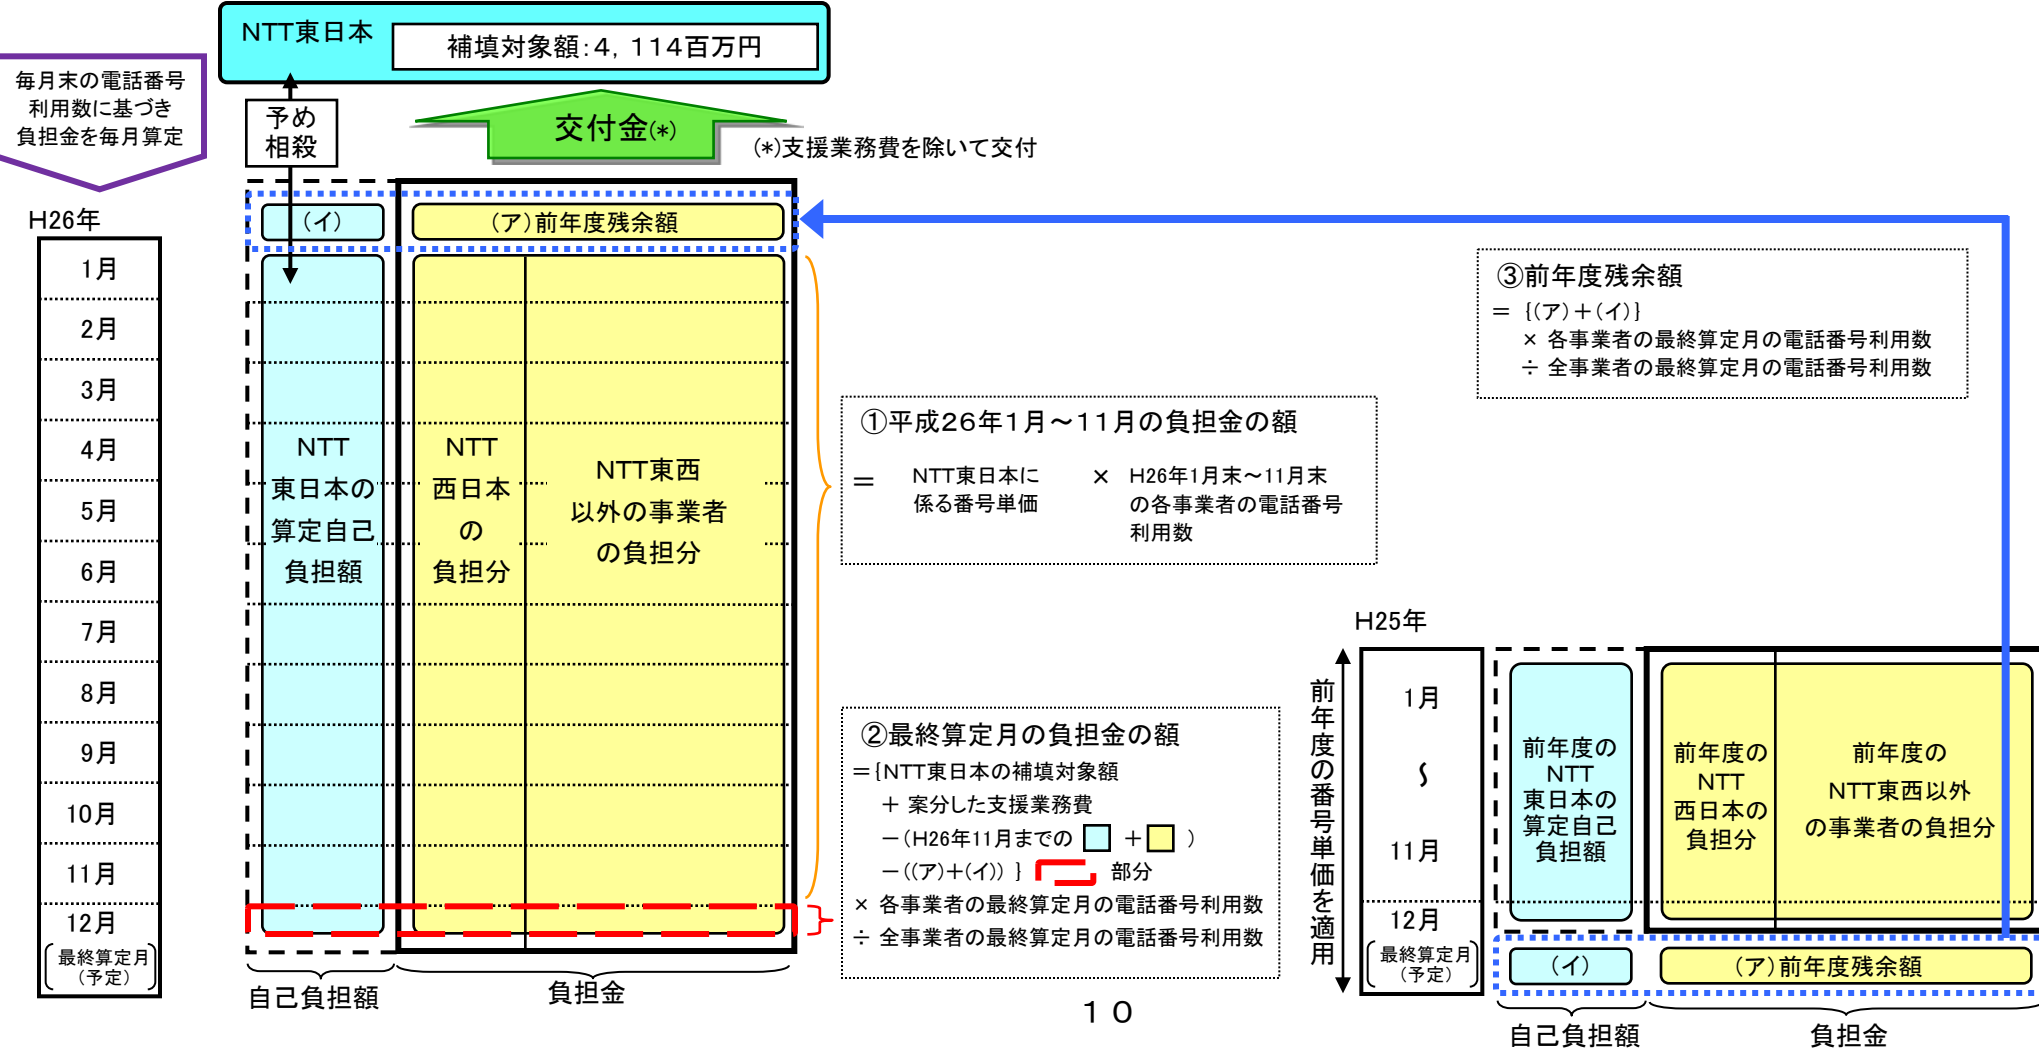 NTT東日本
補填対象額:4,114百万円
毎月末の電話番号
利用数に基づき
負担金を毎月算定
予め
相殺
交付金(*)
(*)支援業務費を除いて交付
H26年
1月
2月
3月
4月
5月
6月
7月
8月
9月
10月
11月
12月
最終算定月
(予定)
(イ)
(ア)前年度残余額
NTT
東日本の
算定自己
負担額
NTT
西日本
の
負担分
NTT東西
以外の事業者
の負担分
自己負担額
負担金
①平成26年1月~11月の負担金の額
= NTT東日本に
係る番号単価
× H26年1月末~11月末
の各事業者の電話番号
利用数
②最終算定月の負担金の額
={NTT東日本の補填対象額
+ 案分した支援業務費
-(H26年11月までの + )
-((ア)+(イ)) } 部分
× 各事業者の最終算定月の電話番号利用数
÷ 全事業者の最終算定月の電話番号利用数
③前年度残余額
= {(ア)+(イ)}
× 各事業者の最終算定月の電話番号利用数
÷ 全事業者の最終算定月の電話番号利用数
H25年
前年度の番号単価を適用
1月
~
11月
12月
最終算定月
(予定)
前年度の
NTT
東日本の
算定自己
負担額
前年度の
NTT
西日本の
負担分
前年度の
NTT東西以外
の事業者の負担分
(イ)
(ア)前年度残余額
自己負担額
負担金
10